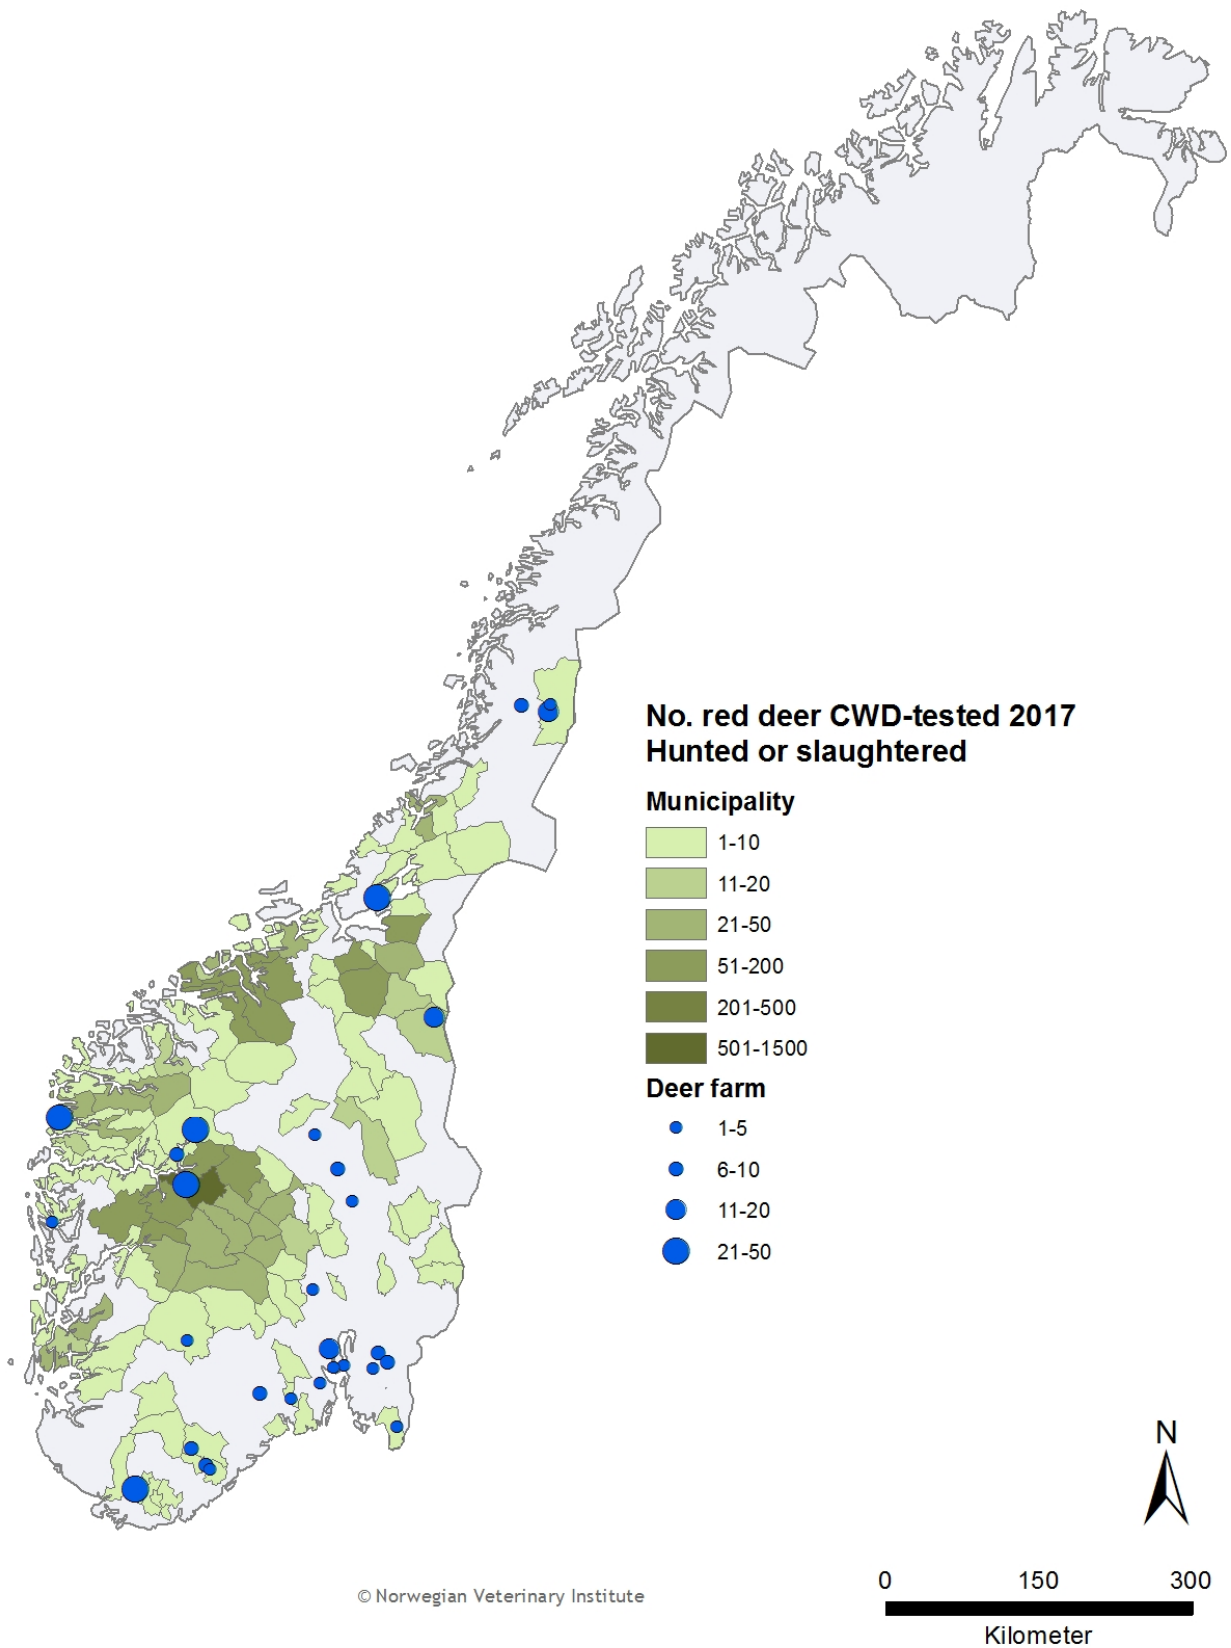 No. red deer CWD-tested 2017
Hunted or slaughtered
Municipality
1-10
11-20
21-50
51-200
201-500
501-1500
Deer farm
1-5
6-10
11-20
21-50
N
0 150 300
Kilometer
© Norwegian Veterinary Institute